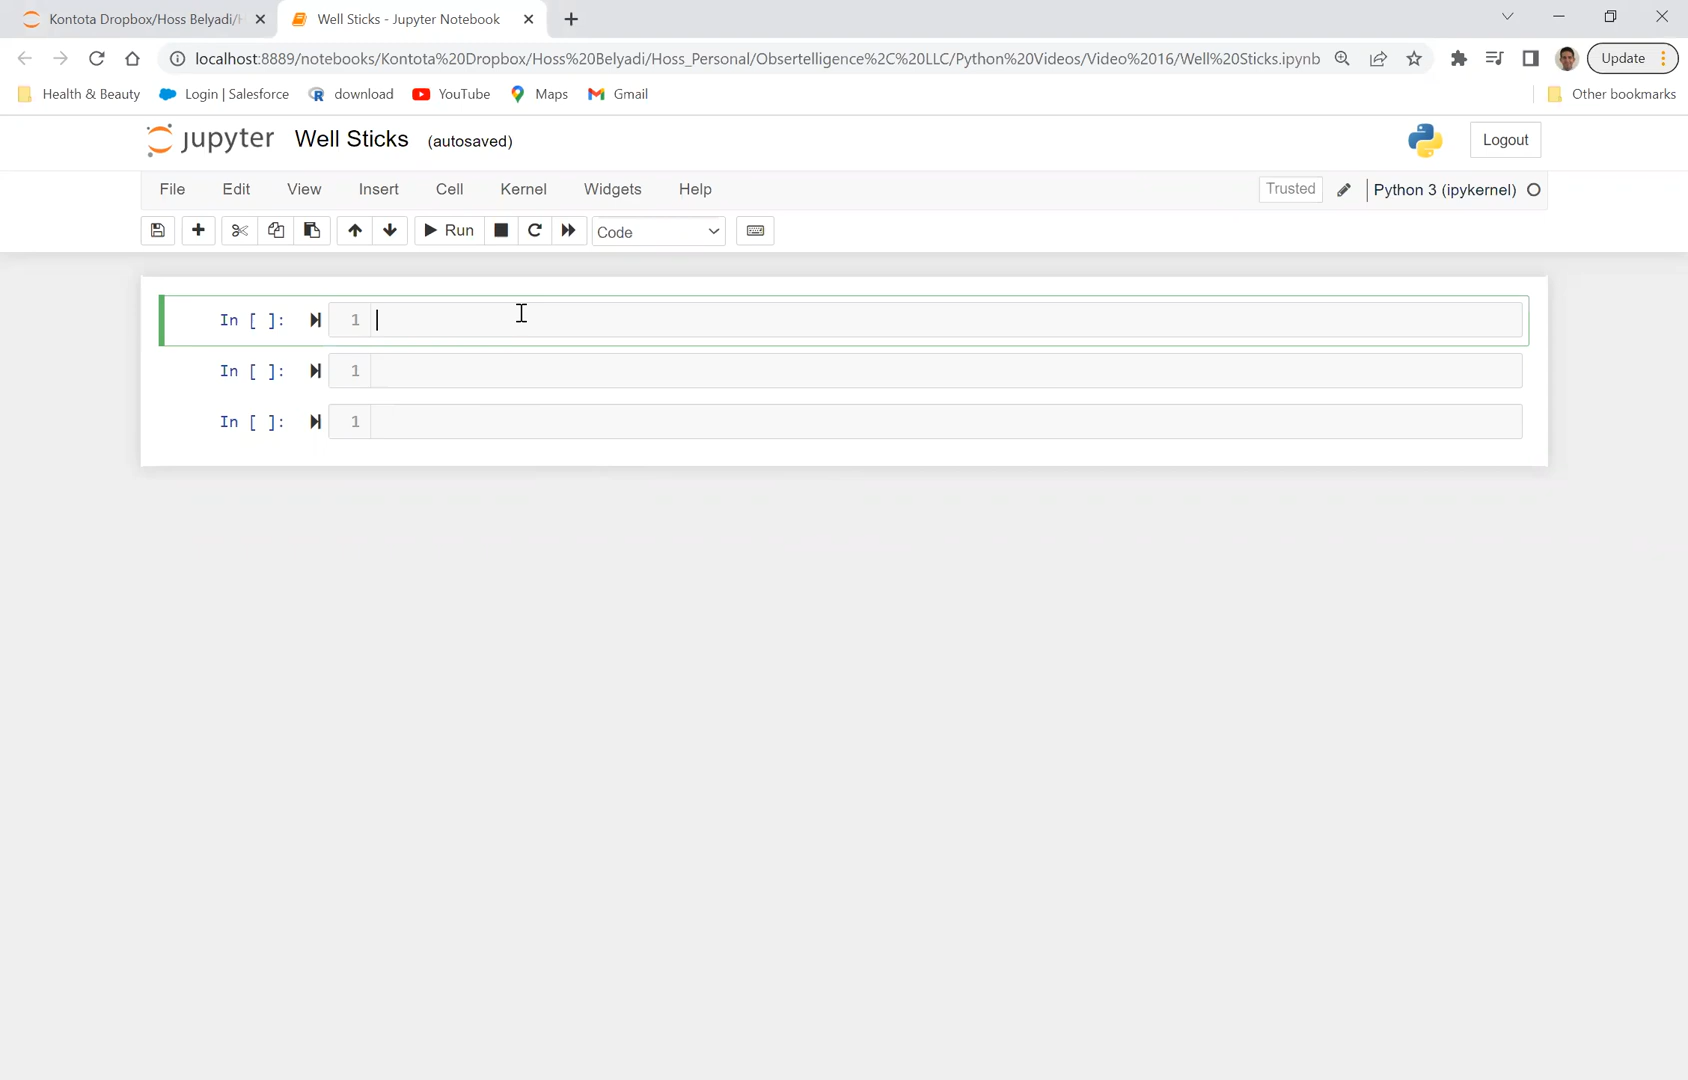 Kontota Dropbox/Hoss Belyadi/H
Well Sticks - Jupyter Notebook
localhost:8889/notebooks/Kontota%20Dropbox/Hoss%20Belyadi/Hoss_Personal/Obsertelligence%2C%20LLC/Python%20Videos/Video%2016/Well%20Sticks.ipynb
Update
Health & Beauty Login | Salesforce download YouTube Maps Gmail Other bookmarks
jupyter Well Sticks (autosaved) Logout
File Edit View Insert Cell Kernel Widgets Help Trusted Python 3 (ipykernel)
Run Code
In [ ]: 1
In [ ]: 1
In [ ]: 1